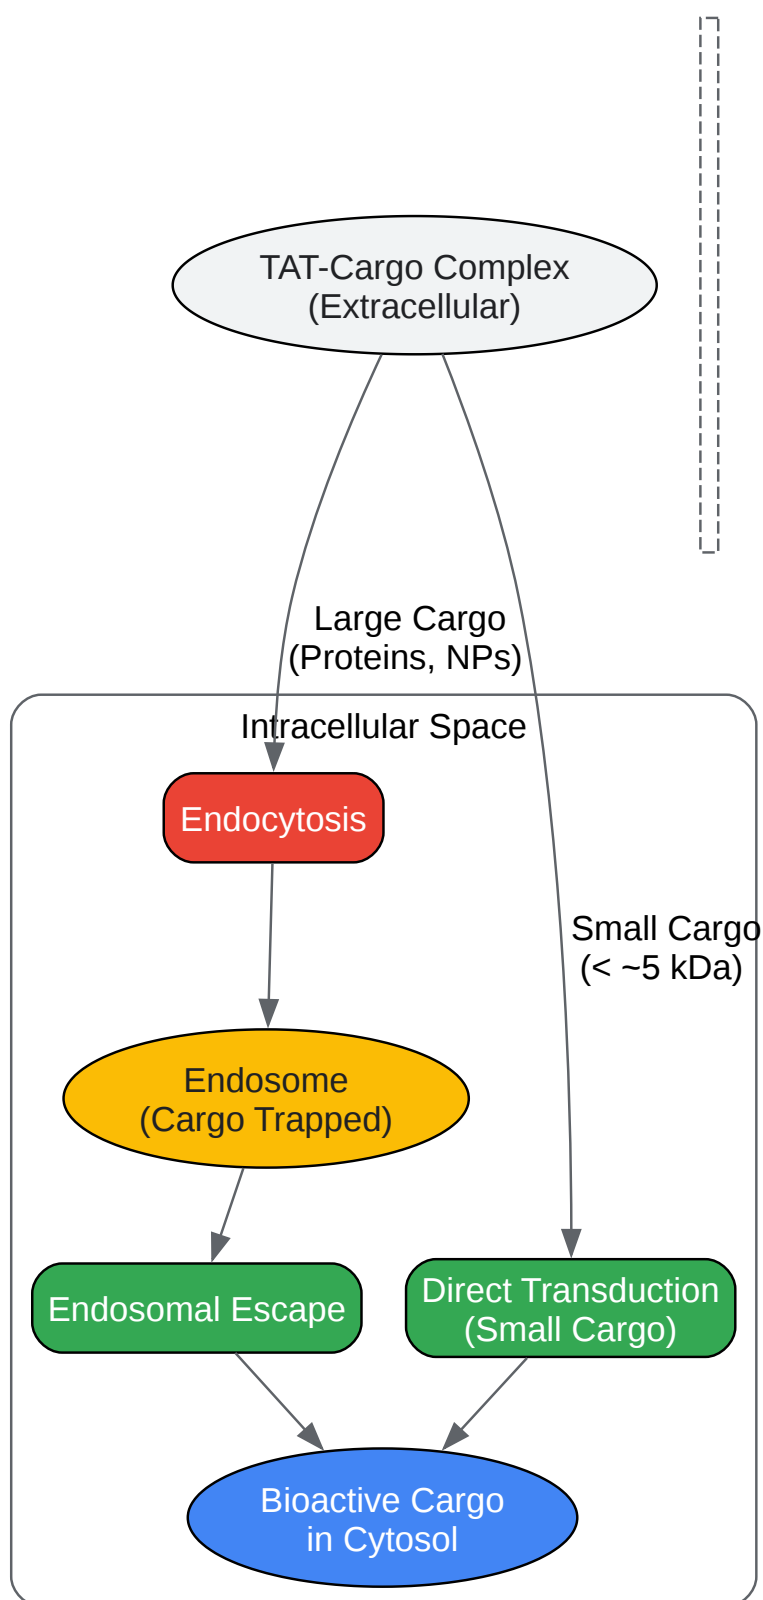 TAT-Cargo Complex
(Extracellular)
Large Cargo
(Proteins, NPs)
Intracellular Space
Endocytosis
Small Cargo
(< ~5 kDa)
Endosome
(Cargo Trapped)
Endosomal Escape
Direct Transduction
(Small Cargo)
Bioactive Cargo
in Cytosol